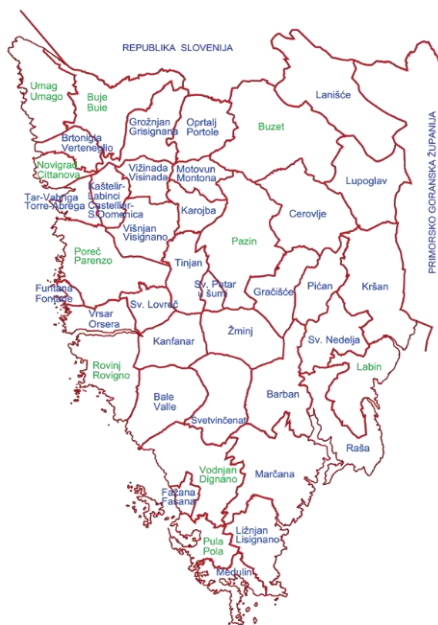 REPUBLIKA SLOVENIJA
PRIMORSKO GORANSKA ŽUPANIJA
Umag
Umago
Buje
Buie
Lanišće
Grožnjan
Grisignana
Oprtalj
Portole
Buzet
Brtonigla
Verteneglio
Novigrad
Cittanova
Vižinada
Visinada
Motovun
Montona
Lupoglav
Kaštelir-
Labinci
Castellier-
S.Domenica
Tar-Vabriga
Torre-Abrega
Karojba
Cerovlje
Višnjan
Visignano
Poreč
Parenzo
Pazin
Tinjan
Sv. Petar
u šumi
Gračišće
Pićan
Kršan
Funtana
Fontane
Vrsar
Orsera
Sv. Lovreč
Kanfanar
Žminj
Sv. Nedelja
Rovinj
Rovigno
Labin
Bale
Valle
Svetvinčenat
Barban
Raša
Vodnjan
Dignano
Marčana
Fažana
Fasana
Ližnjan
Lisignano
Pula
Pola
Medulin